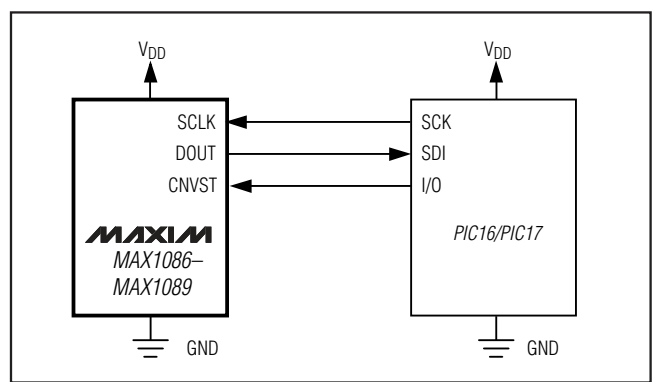 VDD VDD
SCLK SCK
DOUT SDI
CNVST I/O
MAXIM
MAX1086–
MAX1089
PIC16/PIC17
GND GND